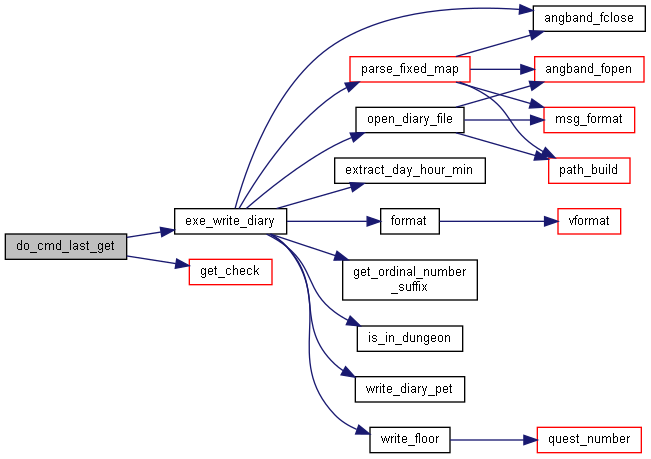 do_cmd_last_get
exe_write_diary
get_check
angband_fclose
parse_fixed_map
angband_fopen
open_diary_file
msg_format
extract_day_hour_min
path_build
format
vformat
get_ordinal_number
_suffix
is_in_dungeon
write_diary_pet
write_floor
quest_number